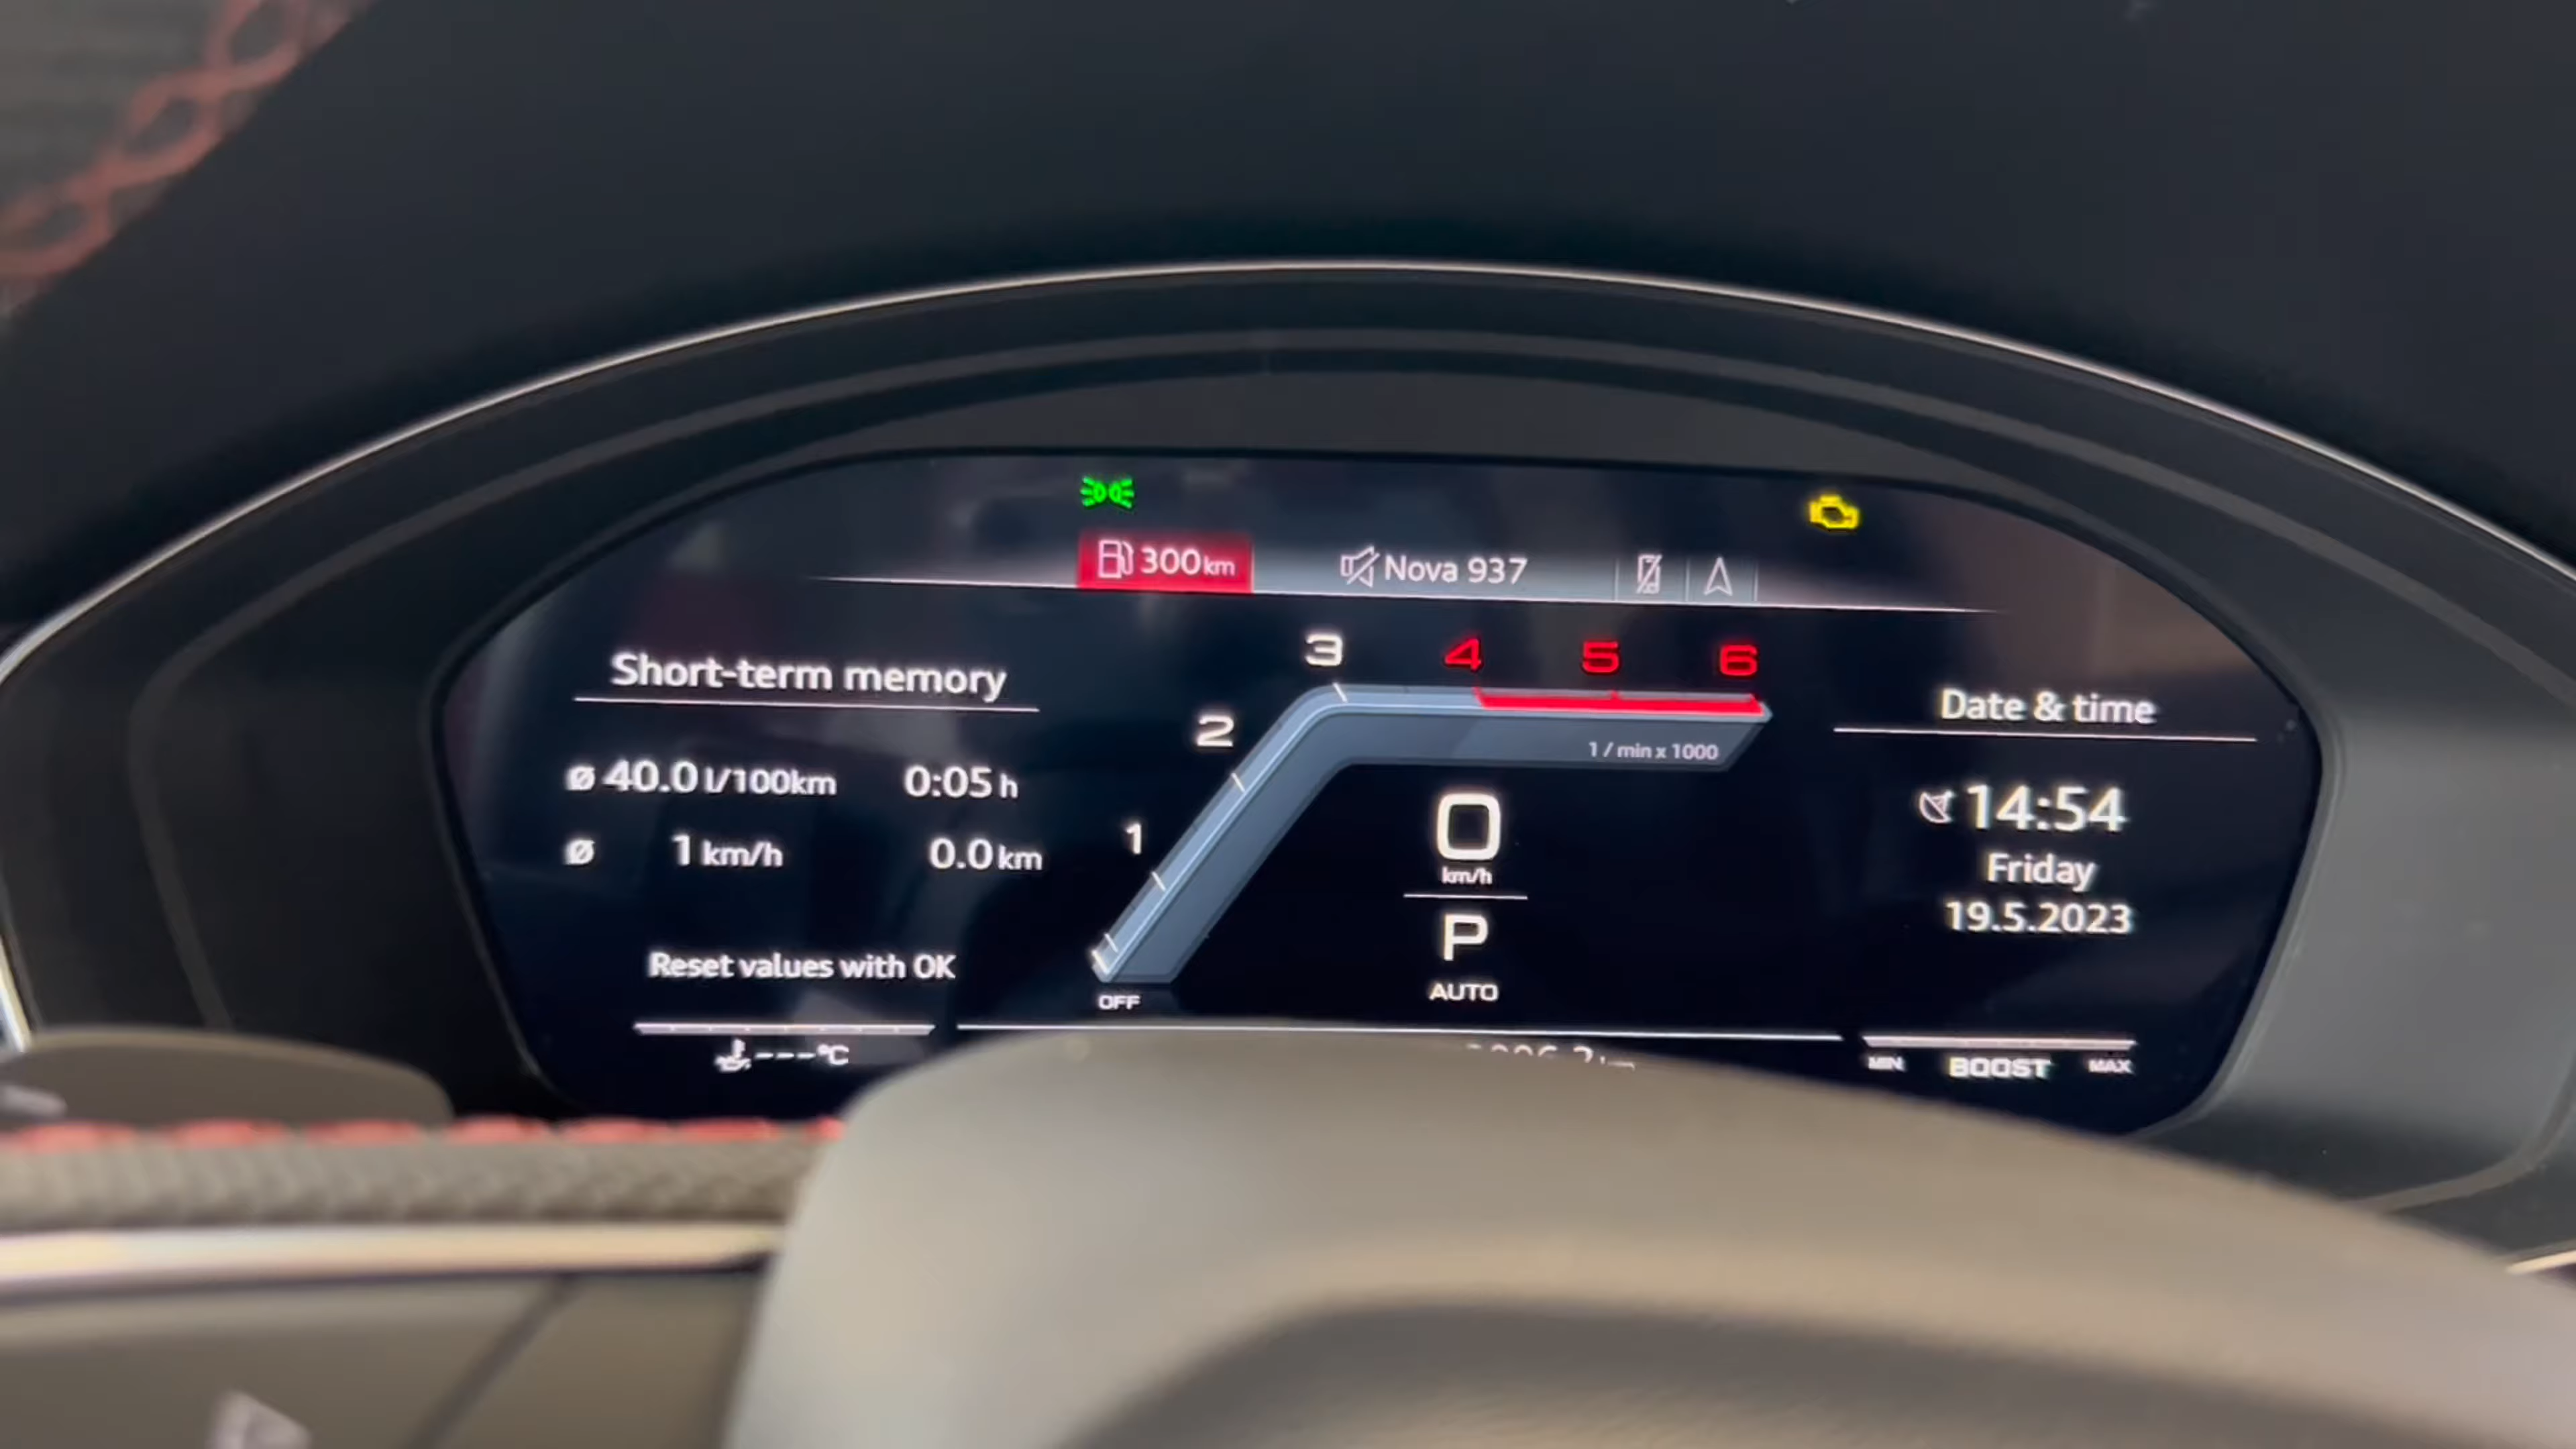 300 km
Nova 937
Short-term memory
ø 40.0 l/100km 0:05 h
ø 1 km/h 0.0 km
Reset values with OK
---°C
1
2
3
4
5
6
1 / min x 1000
OFF
0
km/h
P
AUTO
Date & time
14:54
Friday
19.5.2023
MIN BOOST MAX